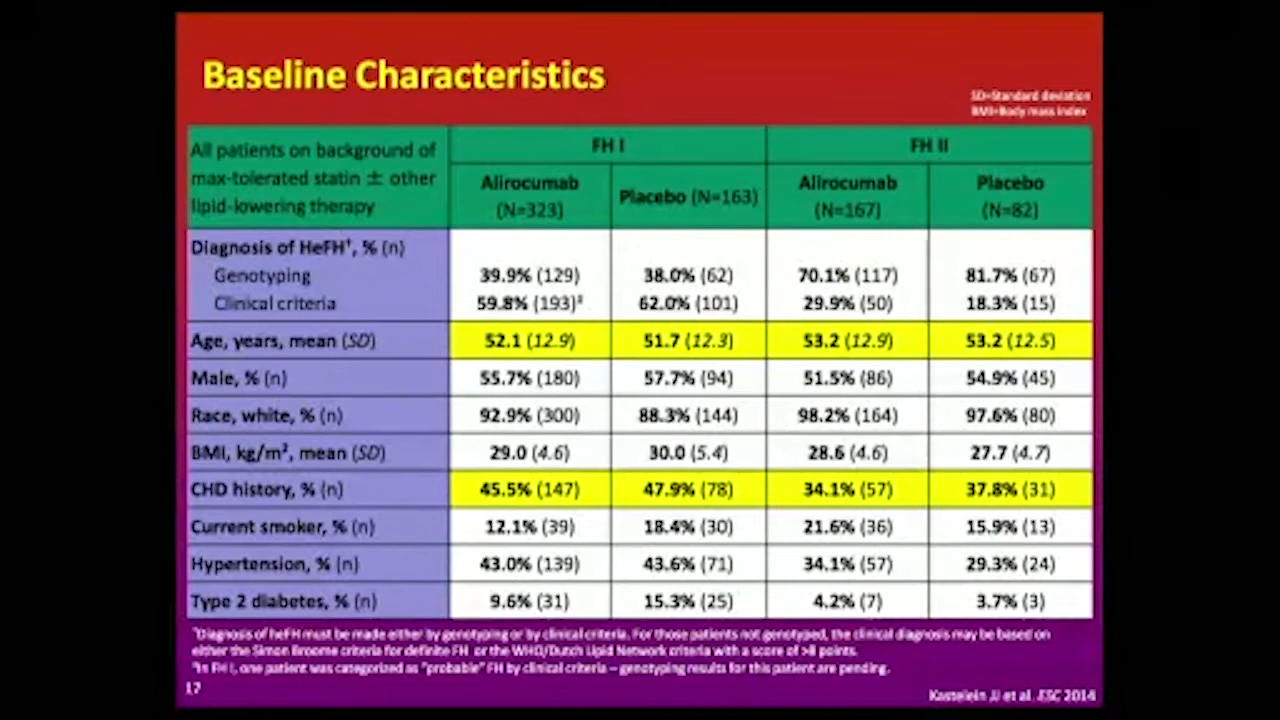 Baseline Characteristics
SD=Standard deviation
BMI=Body mass index
All patients on background of max-tolerated statin ± other lipid-lowering therapy
FH I
FH II
Alirocumab (N=323)
Placebo (N=163)
Alirocumab (N=167)
Placebo (N=82)
Diagnosis of HeFH†, % (n)
Genotyping 39.9% (129) 38.0% (62) 70.1% (117) 81.7% (67)
Clinical criteria 59.8% (193)‡ 62.0% (101) 29.9% (50) 18.3% (15)
Age, years, mean (SD) 52.1 (12.9) 51.7 (12.3) 53.2 (12.9) 53.2 (12.5)
Male, % (n) 55.7% (180) 57.7% (94) 51.5% (86) 54.9% (45)
Race, white, % (n) 92.9% (300) 88.3% (144) 98.2% (164) 97.6% (80)
BMI, kg/m², mean (SD) 29.0 (4.6) 30.0 (5.4) 28.6 (4.6) 27.7 (4.7)
CHD history, % (n) 45.5% (147) 47.9% (78) 34.1% (57) 37.8% (31)
Current smoker, % (n) 12.1% (39) 18.4% (30) 21.6% (36) 15.9% (13)
Hypertension, % (n) 43.0% (139) 43.6% (71) 34.1% (57) 29.3% (24)
Type 2 diabetes, % (n) 9.6% (31) 15.3% (25) 4.2% (7) 3.7% (3)
†Diagnosis of heFH must be made either by genotyping or by clinical criteria. For those patients not genotyped, the clinical diagnosis may be based on
either the Simon Broome criteria for definite FH or the WHO/Dutch Lipid Network criteria with a score of >8 points.
‡In FH I, one patient was categorized as "probable" FH by clinical criteria – genotyping results for this patient are pending.
17
Kastelein JJ et al. ESC 2014